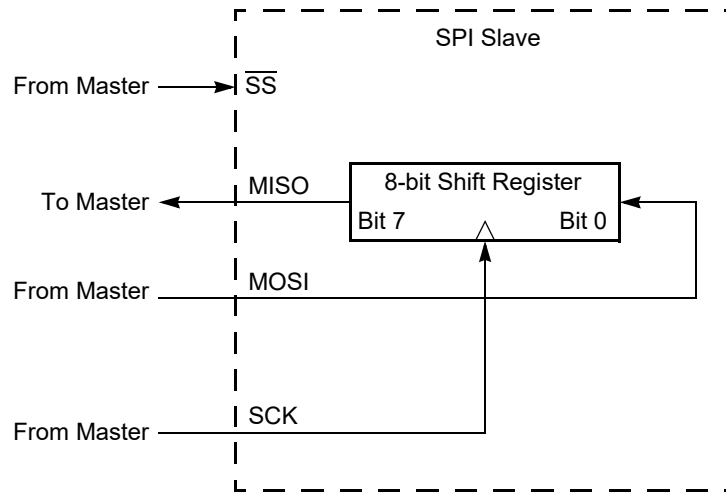 SPI Slave
From Master
SS
To Master
MISO
8-bit Shift Register
Bit 7
Bit 0
From Master
MOSI
From Master
SCK